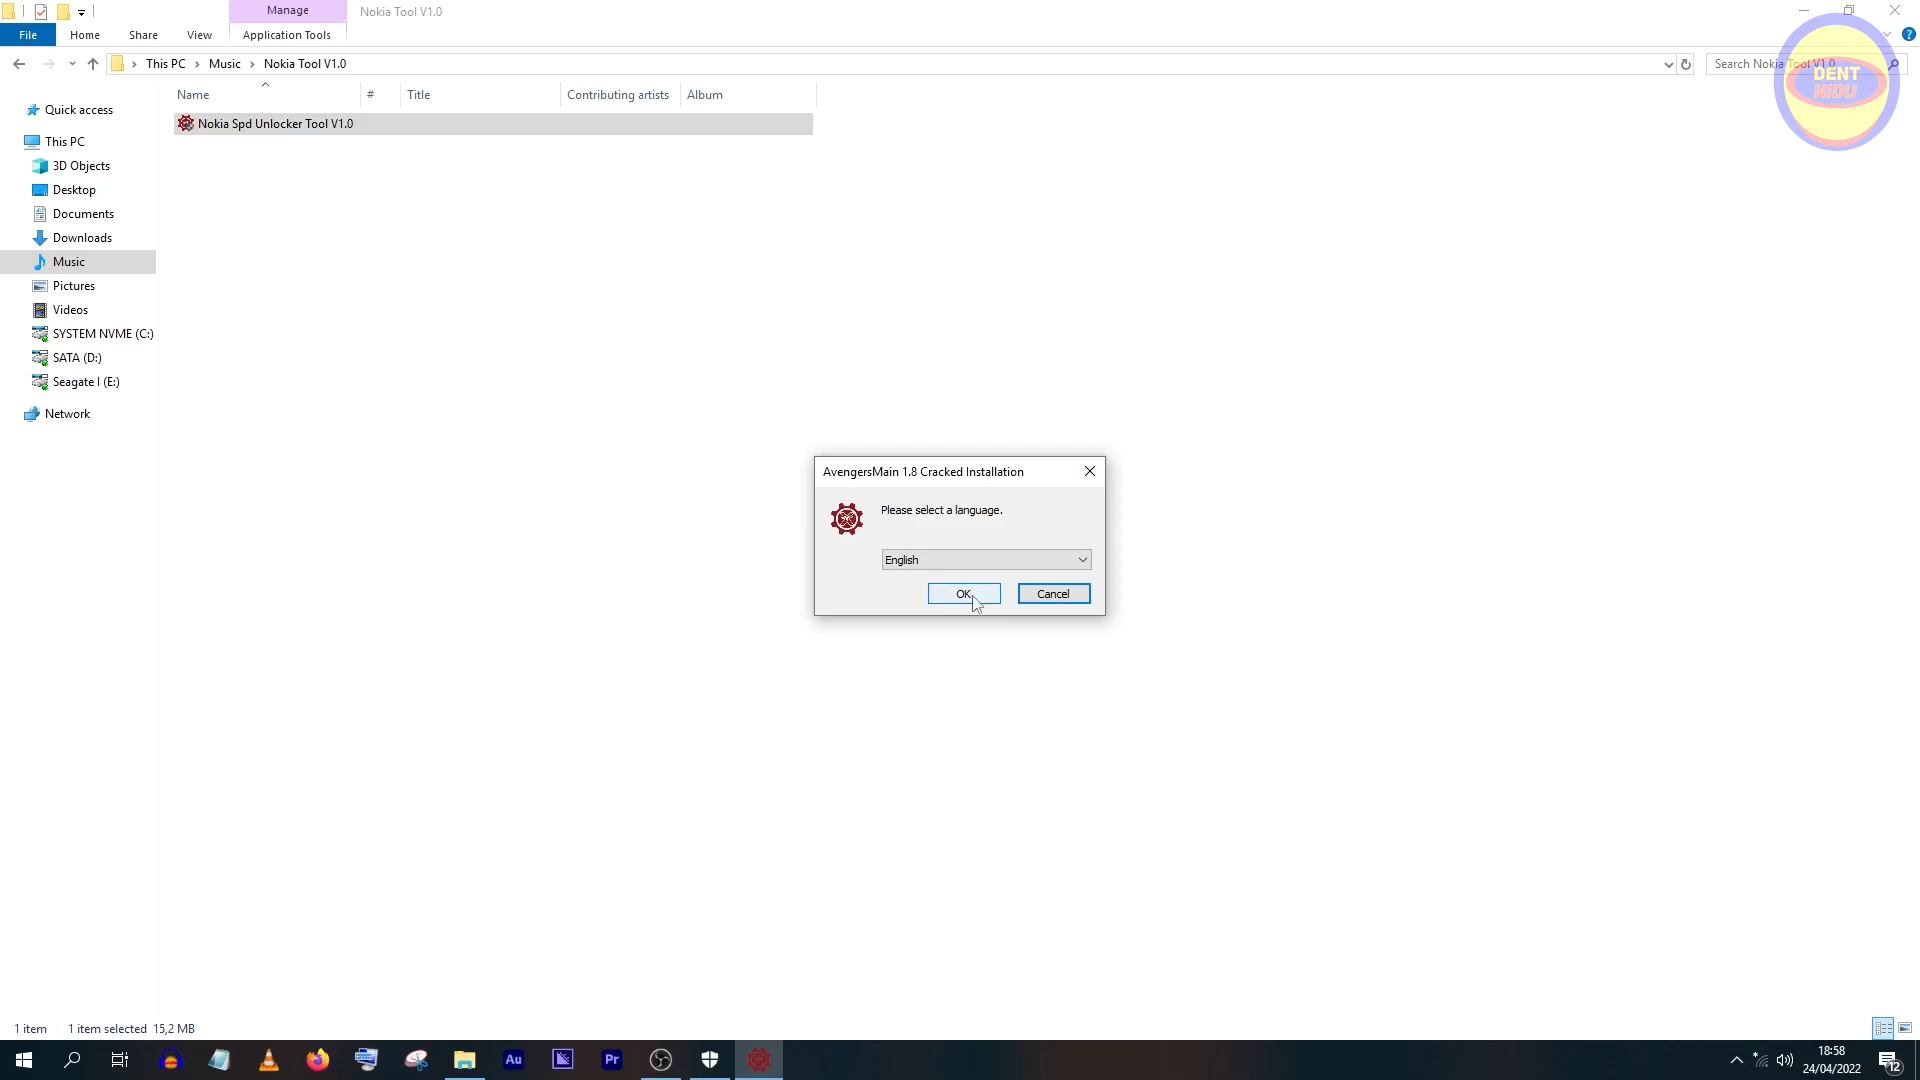 Manage
Nokia Tool V1.0
File
Home
Share
View
Application Tools
This PC
Music
Nokia Tool V1.0
Search Nokia Tool V1.0
DENT
NIDU
Name
#
Title
Contributing artists
Album
Quick access
This PC
3D Objects
Desktop
Documents
Downloads
Music
Pictures
Videos
SYSTEM NVME (C:)
SATA (D:)
Seagate I (E:)
Network
Nokia Spd Unlocker Tool V1.0
AvengersMain 1.8 Cracked Installation
Please select a language.
English
OK
Cancel
1 item
1 item selected 15,2 MB
Au
Pr
18:58
24/04/2022
12